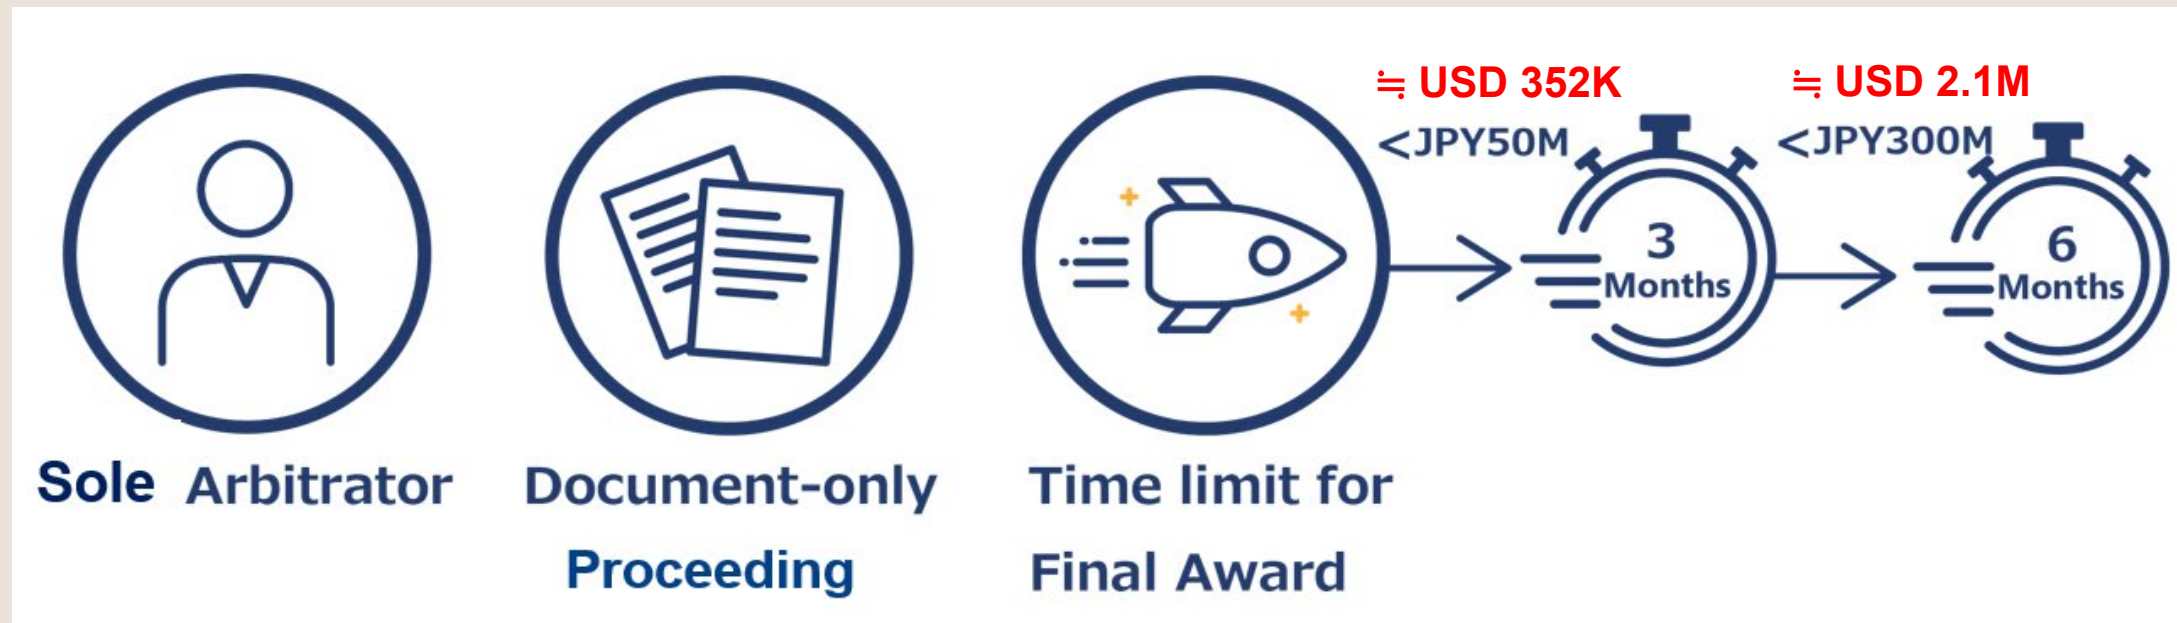 ≒ USD 352K
<JPY50M
≒ USD 2.1M
<JPY300M
3
Months
6
Months
Sole Arbitrator
Document-only
Proceeding
Time limit for
Final Award